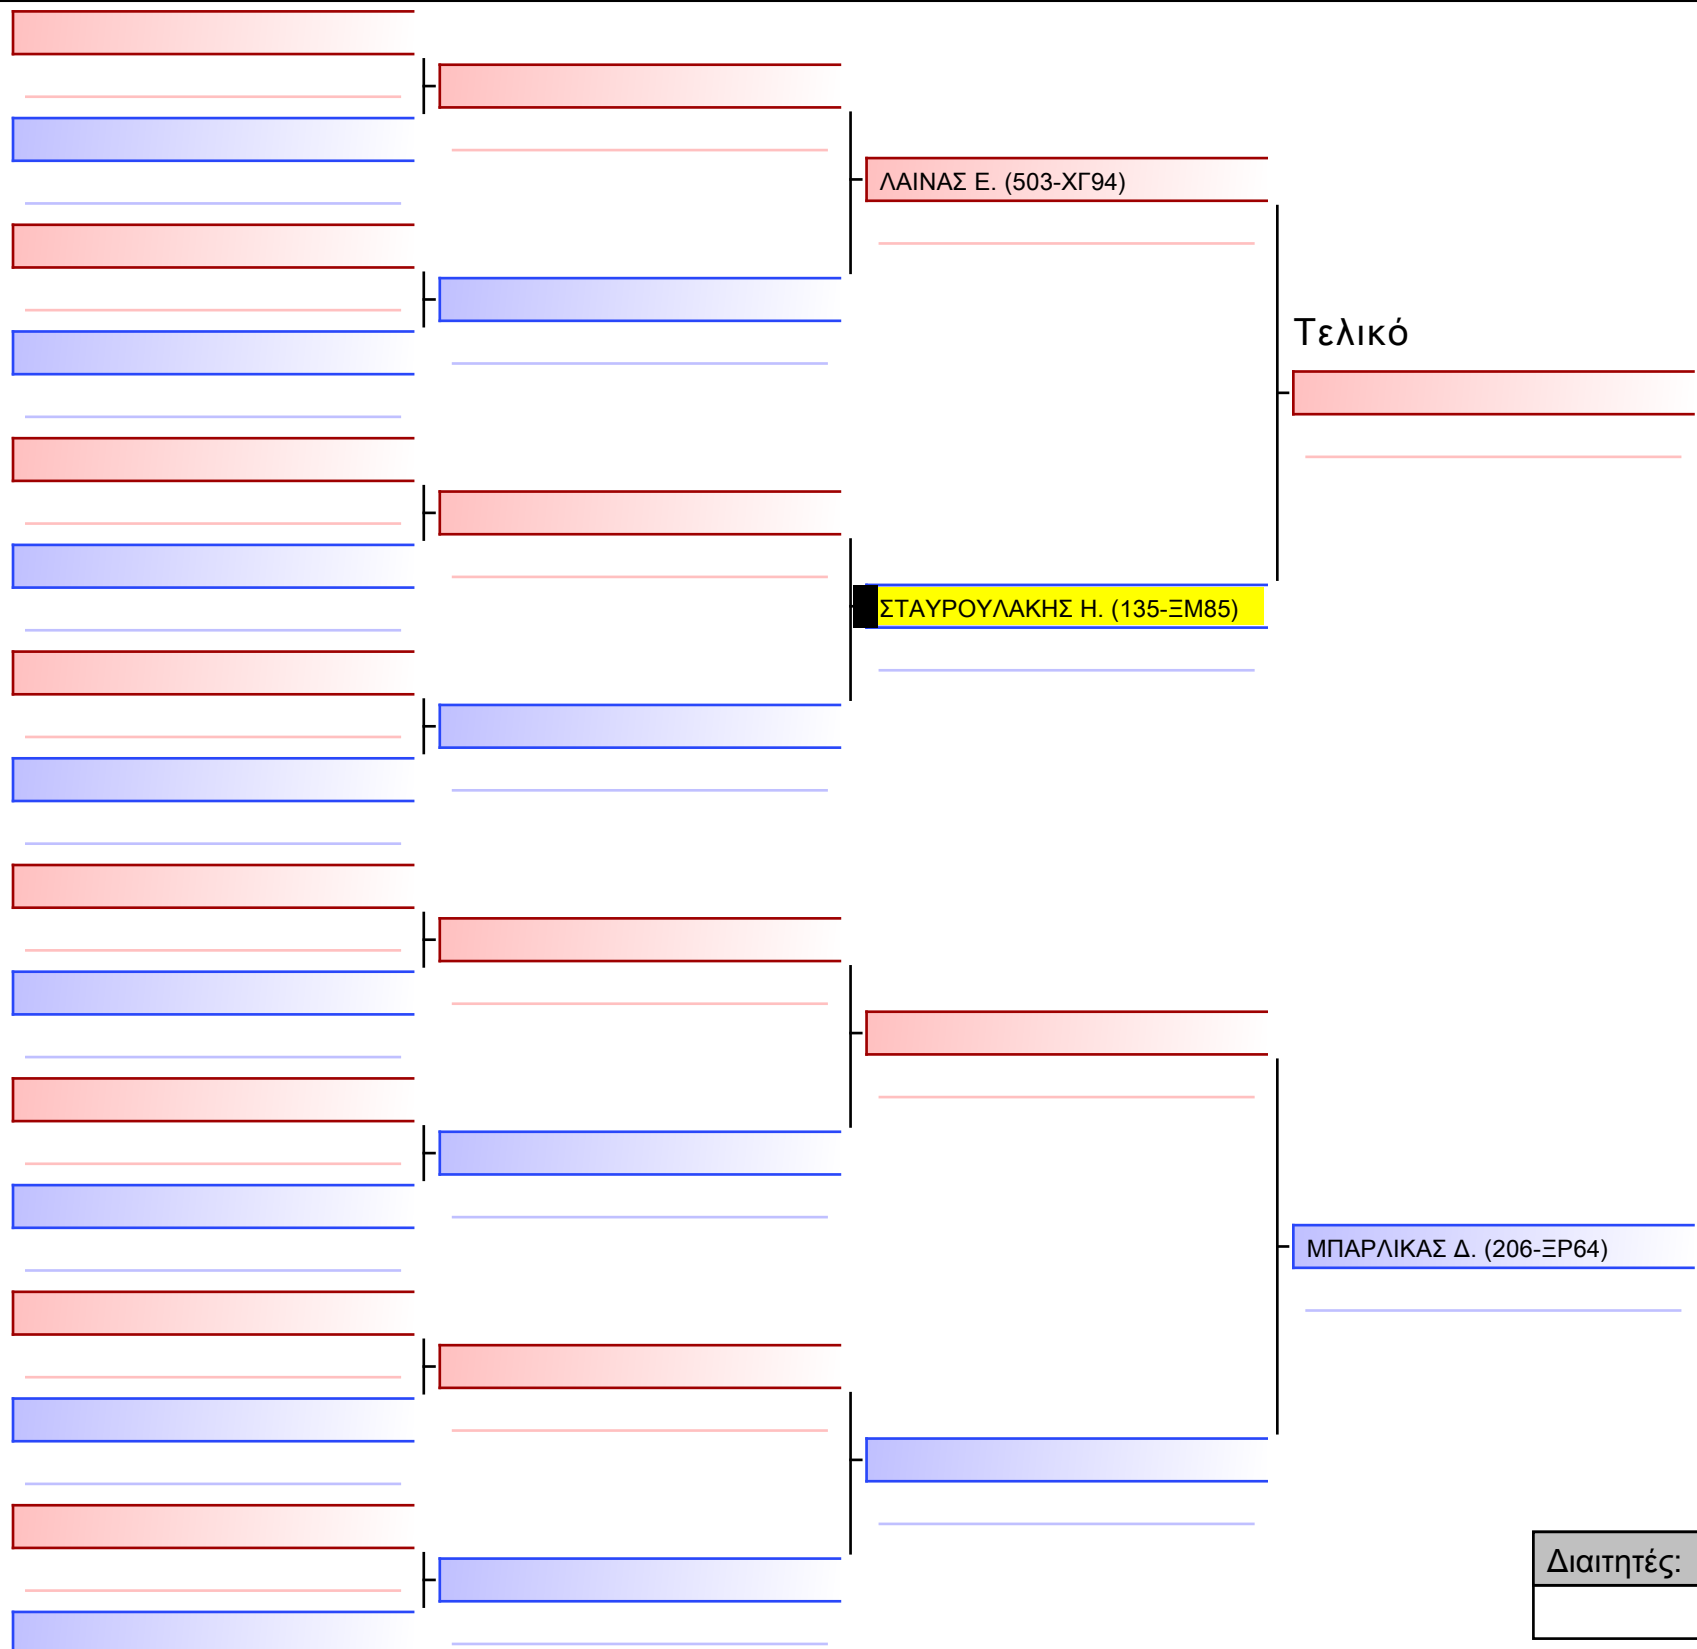 ΛΑΙΝΑΣ Ε. (503-ΧΓ94)
Τελικό
ΣΤΑΥΡΟΥΛΑΚΗΣ Η. (135-ΞΜ85)
ΜΠΑΡΛΙΚΑΣ Δ. (206-ΞΡ64)
Διαιτητές: